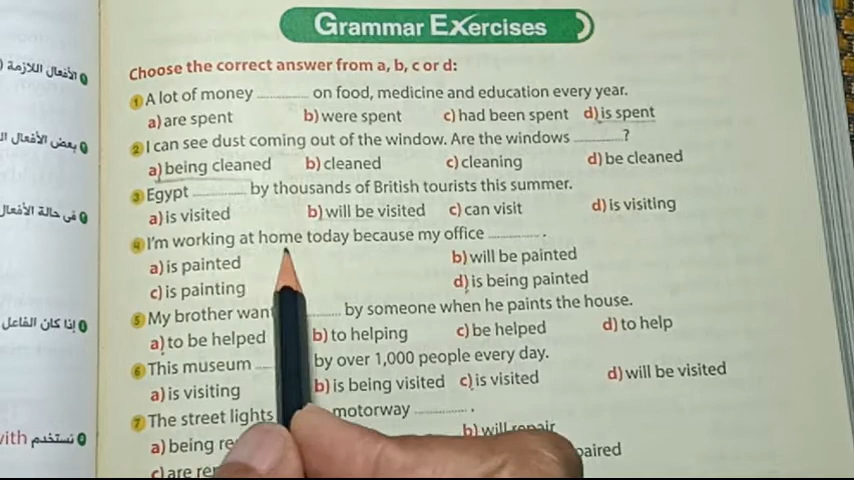 Grammar Exercises
Choose the correct answer from a, b, c or d:
1 A lot of money .......... on food, medicine and education every year.
a) are spent b) were spent c) had been spent d) is spent
2 I can see dust coming out of the window. Are the windows .......... ?
a) being cleaned b) cleaned c) cleaning d) be cleaned
3 Egypt .......... by thousands of British tourists this summer.
a) is visited b) will be visited c) can visit d) is visiting
4 I'm working at home today because my office .......... .
a) is painted b) will be painted
c) is painting d) is being painted
5 My brother wan .......... by someone when he paints the house.
a) to be helped b) to helping c) be helped d) to help
6 This museum .......... by over 1,000 people every day.
a) is visiting b) is being visited c) is visited d) will be visited
7 The street lights motorway .......... .
a) being re b) will repair
c) are rep paired
الأفعال اللازمة
بعض الأفعال ال
في حالة الأفعال
إذا كان الفاعل
نستخدم with